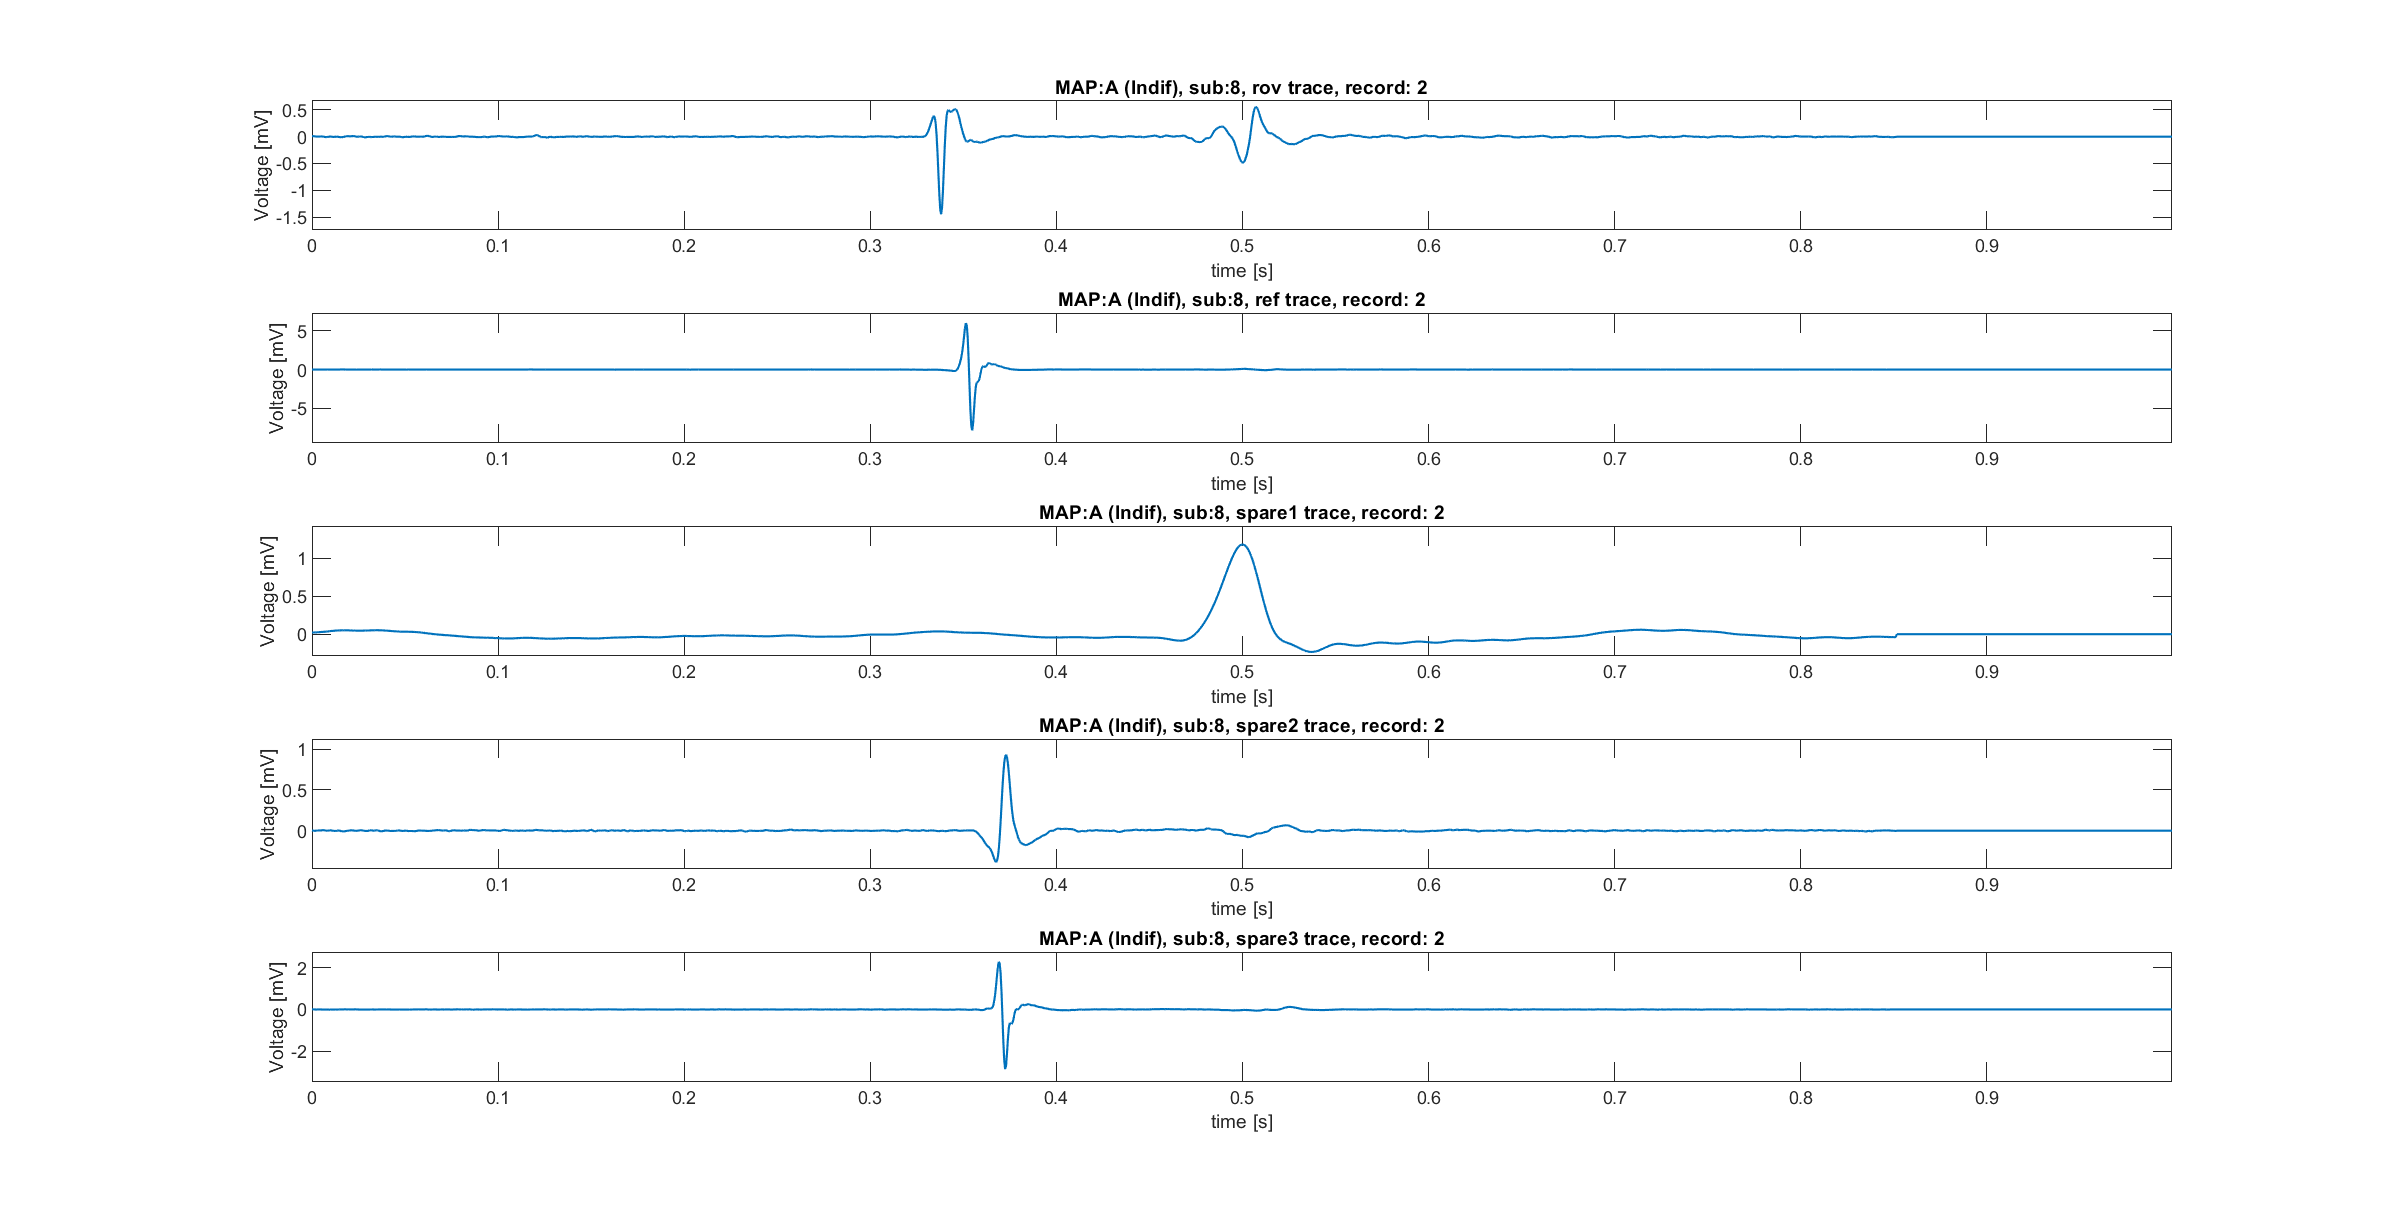 MAP:A (Indif), sub:8, rov trace, record: 2
Voltage [mV]
0.5
0
-0.5
-1
-1.5
0 0.1 0.2 0.3 0.4 0.5 0.6 0.7 0.8 0.9
time [s]
MAP:A (Indif), sub:8, ref trace, record: 2
Voltage [mV]
5
0
-5
0 0.1 0.2 0.3 0.4 0.5 0.6 0.7 0.8 0.9
time [s]
MAP:A (Indif), sub:8, spare1 trace, record: 2
Voltage [mV]
1
0.5
0
0 0.1 0.2 0.3 0.4 0.5 0.6 0.7 0.8 0.9
time [s]
MAP:A (Indif), sub:8, spare2 trace, record: 2
Voltage [mV]
1
0.5
0
0 0.1 0.2 0.3 0.4 0.5 0.6 0.7 0.8 0.9
time [s]
MAP:A (Indif), sub:8, spare3 trace, record: 2
Voltage [mV]
2
0
-2
0 0.1 0.2 0.3 0.4 0.5 0.6 0.7 0.8 0.9
time [s]